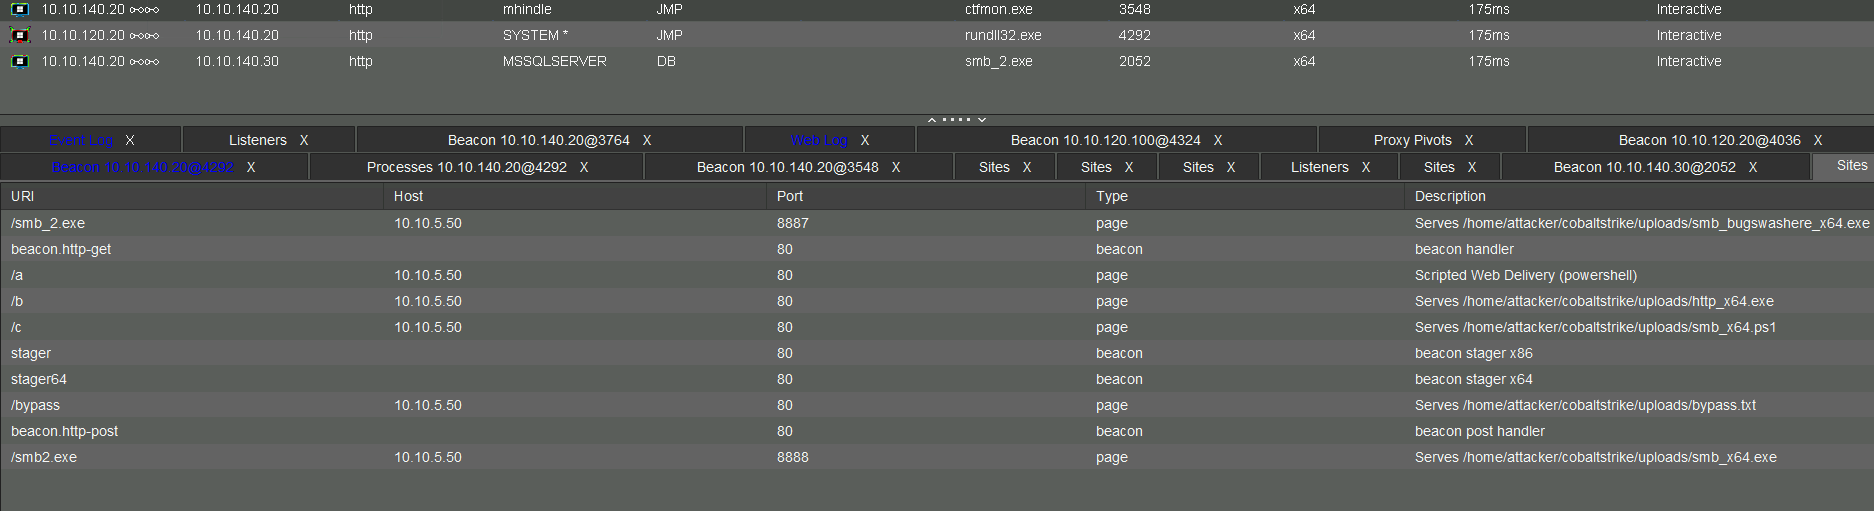 10.10.140.20 10.10.140.20 http mhindle JMP ctfmon.exe 3548 x64 175ms Interactive
10.10.120.20 10.10.140.20 http SYSTEM * JMP rundll32.exe 4292 x64 175ms Interactive
10.10.140.20 10.10.140.30 http MSSQLSERVER DB smb_2.exe 2052 x64 175ms Interactive
Event Log X Listeners X Beacon 10.10.140.20@3764 X Web Log X Beacon 10.10.120.100@4324 X Proxy Pivots X Beacon 10.10.120.20@4036 X
Beacon 10.10.140.20@4292 X Processes 10.10.140.20@4292 X Beacon 10.10.140.20@3548 X Sites X Sites X Sites X Listeners X Sites X Beacon 10.10.140.30@2052 X Sites
URI Host Port Type Description
/smb_2.exe 10.10.5.50 8887 page Serves /home/attacker/cobaltstrike/uploads/smb_bugswashere_x64.exe
beacon.http-get 80 beacon beacon handler
/a 10.10.5.50 80 page Scripted Web Delivery (powershell)
/b 10.10.5.50 80 page Serves /home/attacker/cobaltstrike/uploads/http_x64.exe
/c 10.10.5.50 80 page Serves /home/attacker/cobaltstrike/uploads/smb_x64.ps1
stager 80 beacon beacon stager x86
stager64 80 beacon beacon stager x64
/bypass 10.10.5.50 80 page Serves /home/attacker/cobaltstrike/uploads/bypass.txt
beacon.http-post 80 beacon beacon post handler
/smb2.exe 10.10.5.50 8888 page Serves /home/attacker/cobaltstrike/uploads/smb_x64.exe